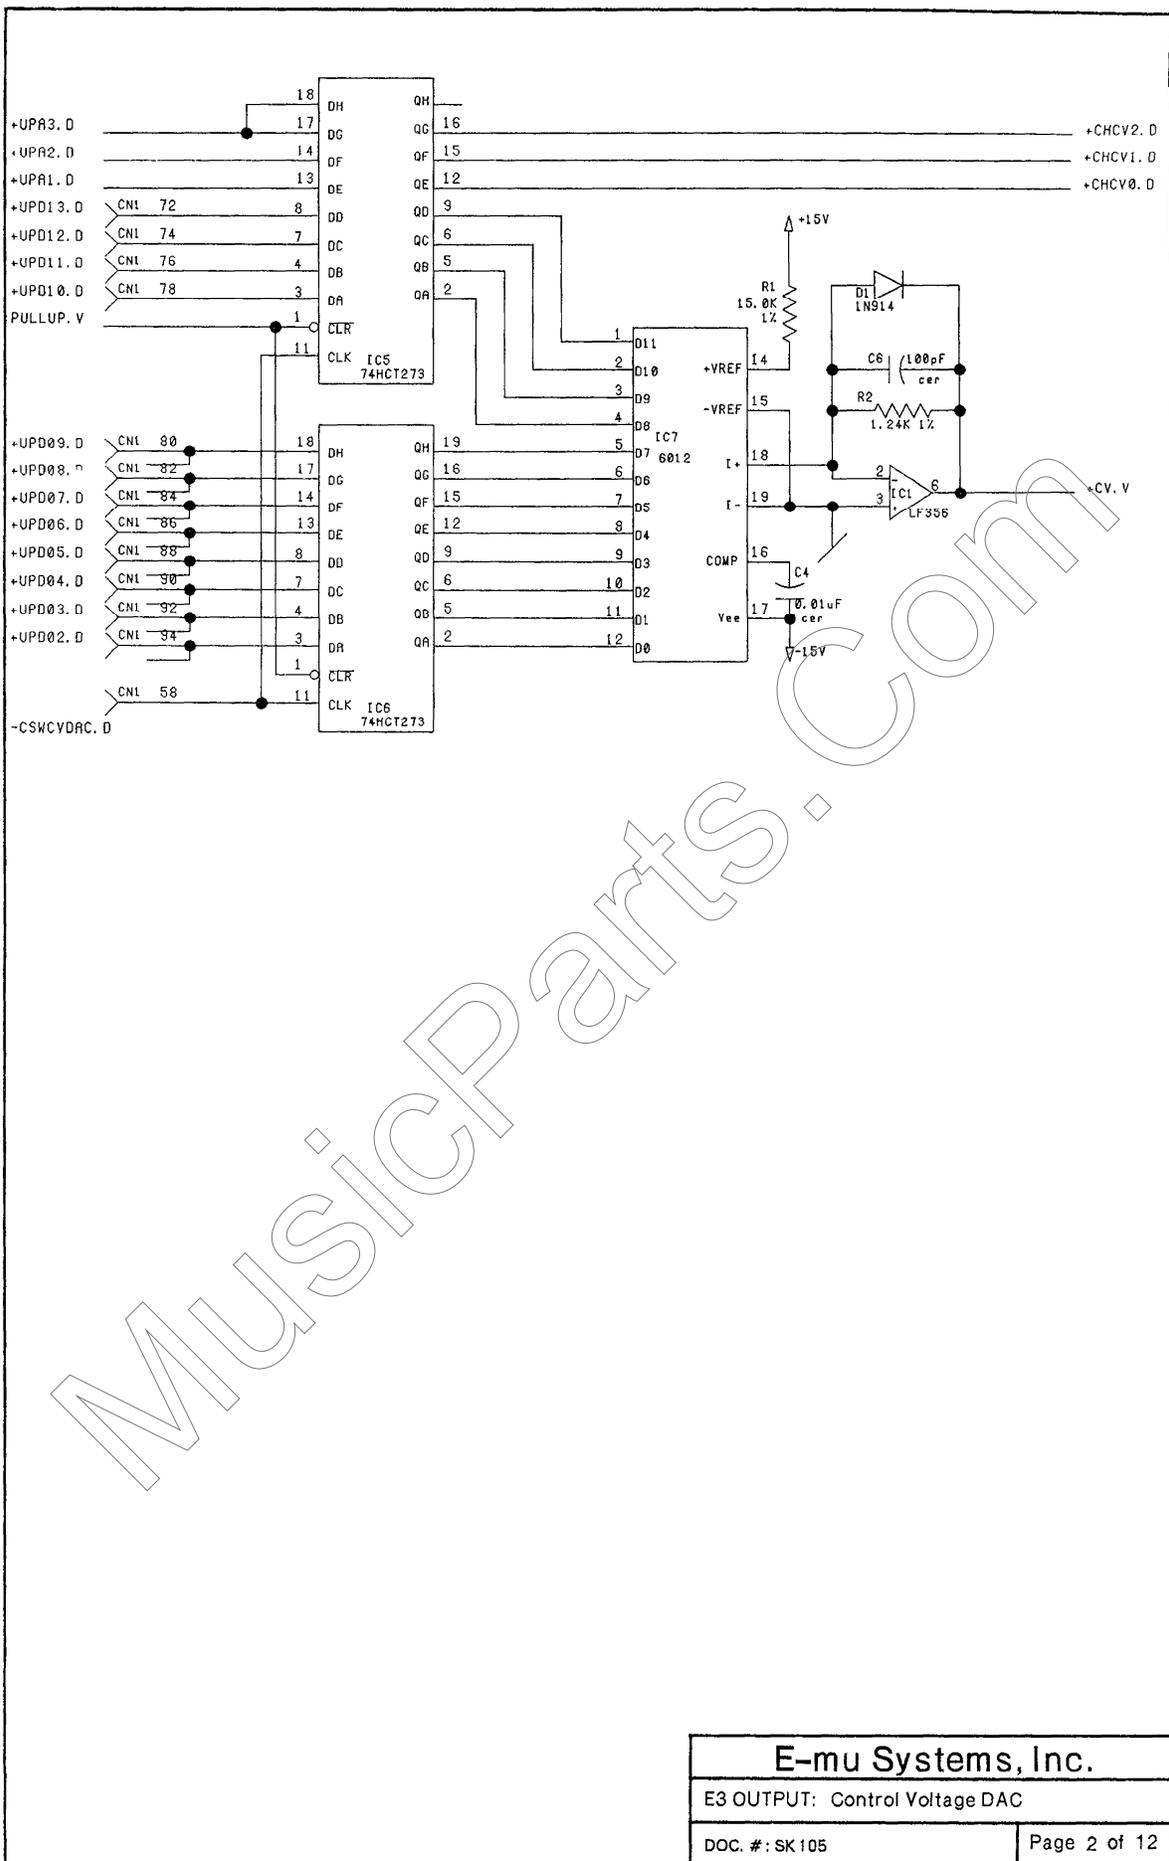 18 DH QH
+UPA3.D 17 DG QG 16 +CHCV2.D
+UPA2.D 14 DF QF 15 +CHCV1.D
+UPA1.D 13 DE QE 12 +CHCV0.D
+UPD13.D CN1 72 8 DD QD 9
+UPD12.D CN1 74 7 DC QC 6
+UPD11.D CN1 76 4 DB QB 5
+UPD10.D CN1 78 3 DA QA 2
PULLUP.V 1 CLR
11 CLK IC5
74HCT273
+15V
R1
15.0K
1%
D1
1N914
C6 100pF
cer
R2
1.24K 1%
1 D11
2 D10 +VREF 14
3 D9 -VREF 15
4 D8
IC7
6012
+UPD09.D CN1 80 18 DH QH 19 5 D7 I+ 18
+UPD08. CN1 82 17 DG QG 16 6 D6
+UPD07.D CN1 84 14 DF QF 15 7 D5 I- 19
+UPD06.D CN1 86 13 DE QE 12 8 D4
+UPD05.D CN1 88 8 DD QD 9 9 D3 COMP 16
+UPD04.D CN1 90 7 DC QC 6 10 D2
+UPD03.D CN1 92 4 DB QB 5 11 D1 Vee 17
+UPD02.D CN1 94 3 DA QA 2 12 D0
2 -
3 +
IC1
LF356
6
+CV.V
C4
0.01uF
cer
-15V
1 CLR
CN1 58 11 CLK IC6
74HCT273
-CSWCVDAC.D
MusicParts.Com
E-mu Systems, Inc.
E3 OUTPUT: Control Voltage DAC
DOC. #: SK105 Page 2 of 12